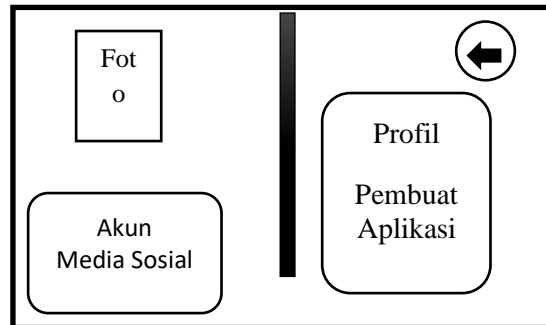 Fot
o
Akun
Media Sosial
Profil
Pembuat
Aplikasi